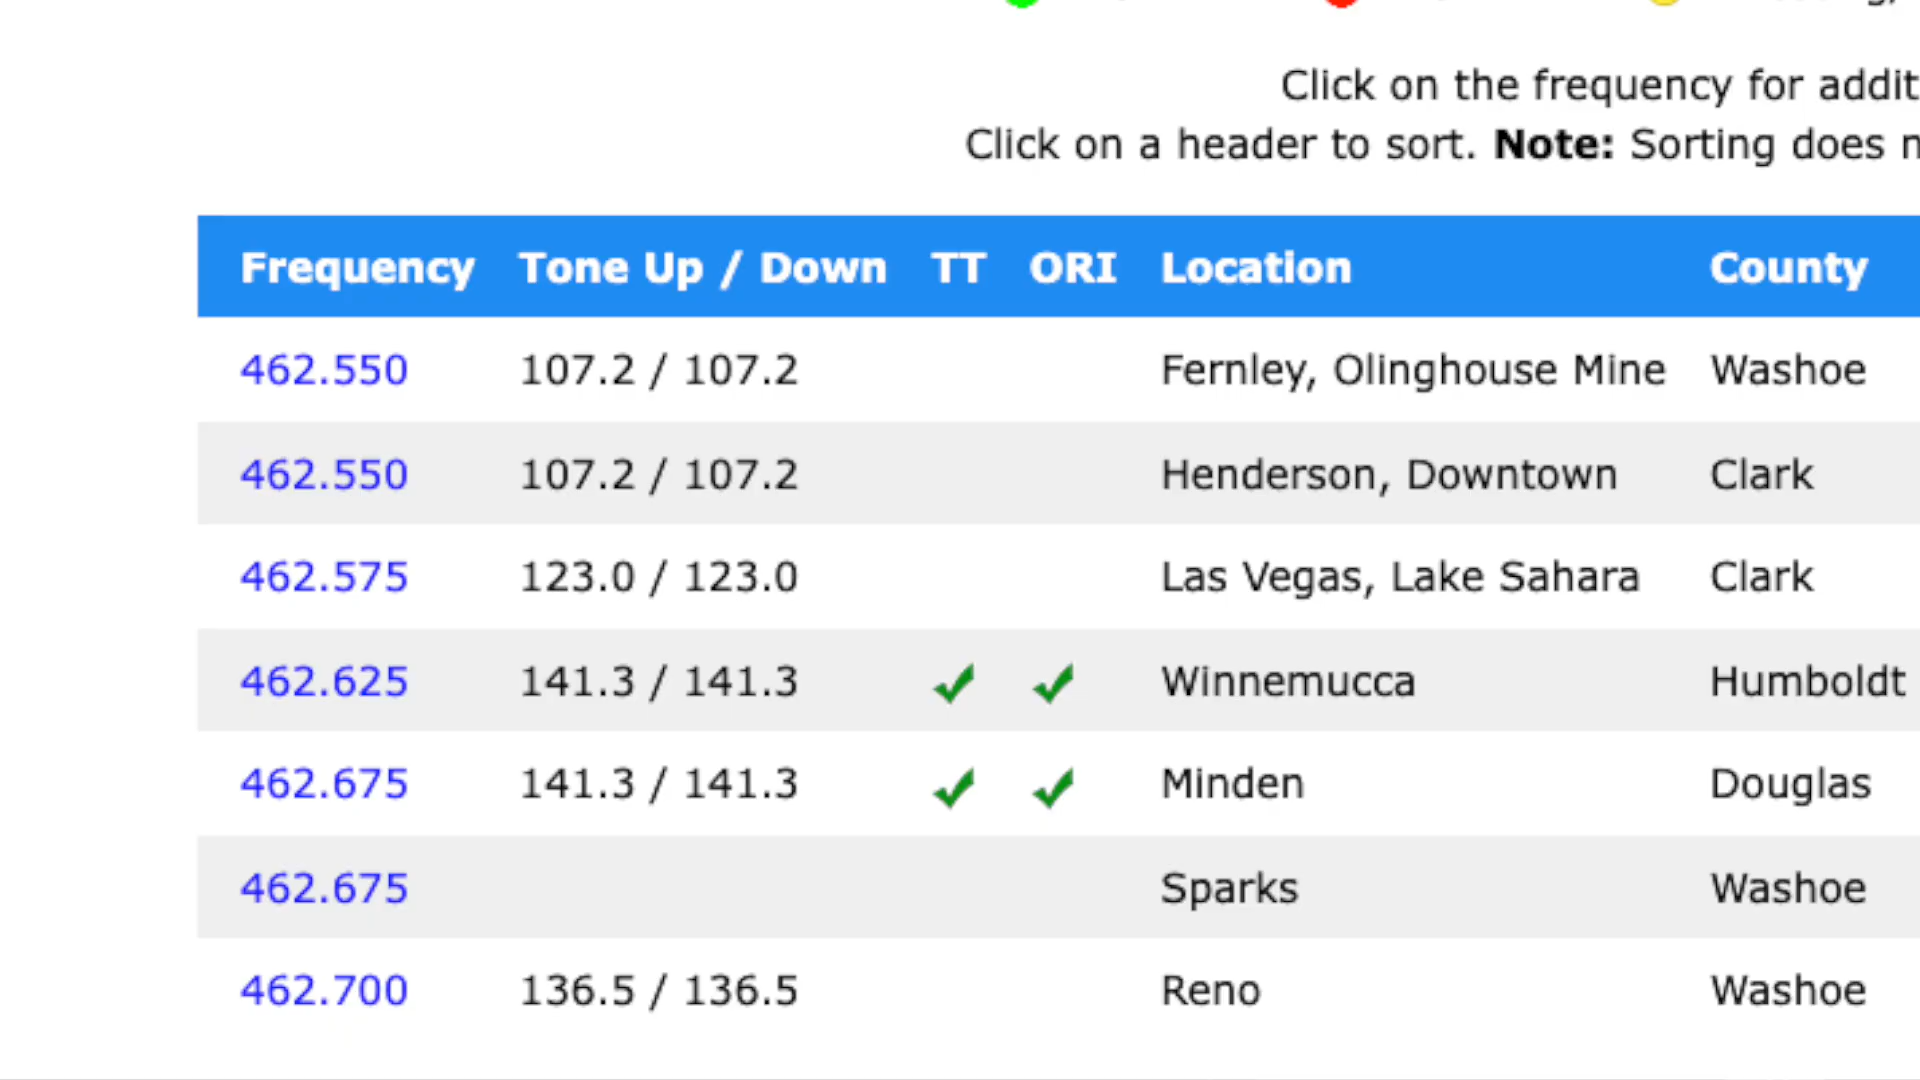 Click on the frequency for addit
Click on a header to sort. Note: Sorting does n
Frequency Tone Up / Down TT ORI Location County
462.550 107.2 / 107.2 Fernley, Olinghouse Mine Washoe
462.550 107.2 / 107.2 Henderson, Downtown Clark
462.575 123.0 / 123.0 Las Vegas, Lake Sahara Clark
462.625 141.3 / 141.3 Winnemucca Humboldt
462.675 141.3 / 141.3 Minden Douglas
462.675 Sparks Washoe
462.700 136.5 / 136.5 Reno Washoe